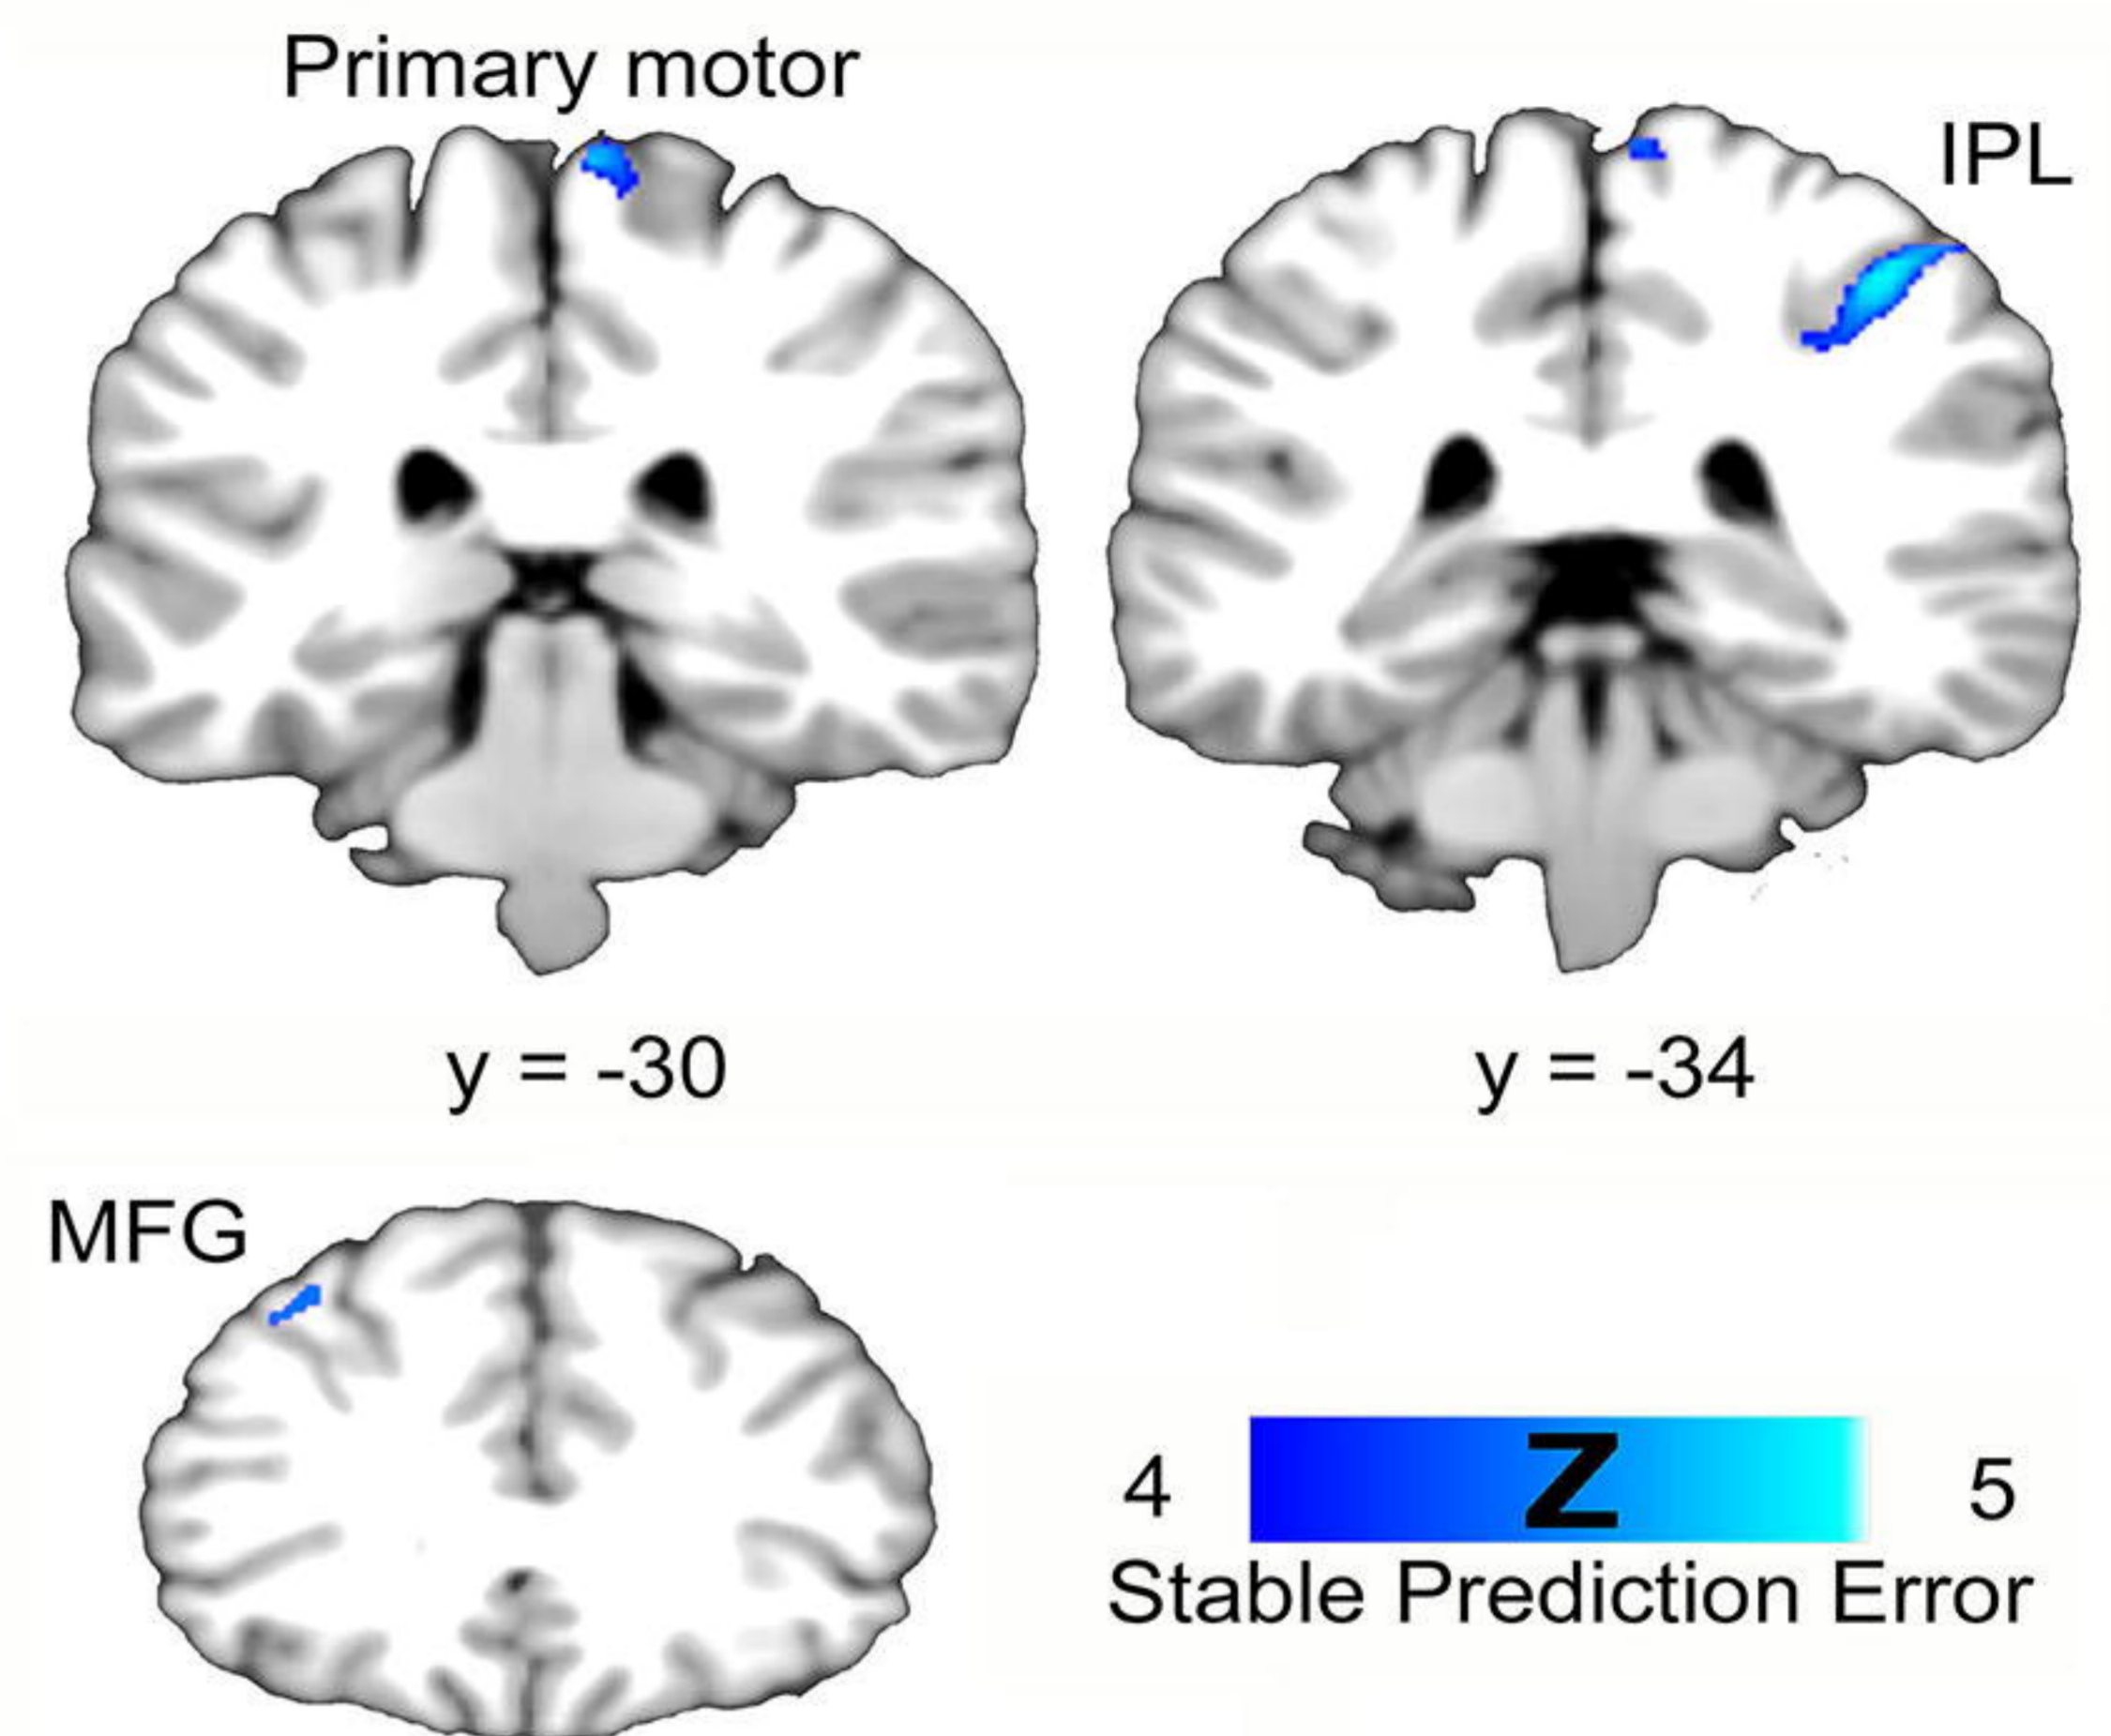 Primary motor
IPL
y = -30
y = -34
MFG
4 Z 5
Stable Prediction Error